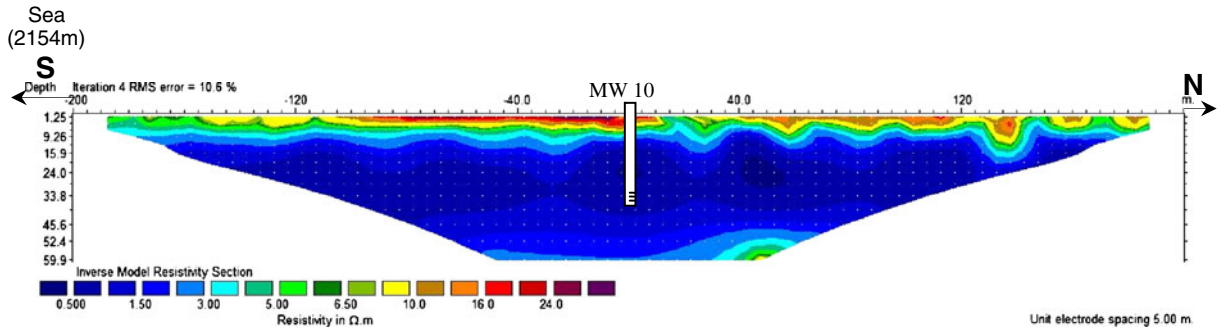 Sea
(2154m)
S
N
Depth Iteration 4 RMS error = 10.6 %
MW 10
-200 -120 -40.0 40.0 120 m.
1.25
9.26
15.9
24.0
33.8
45.6
52.4
59.9
Inverse Model Resistivity Section
0.500 1.50 3.00 5.00 6.50 10.0 16.0 24.0
Resistivity in Ω.m
Unit electrode spacing 5.00 m.